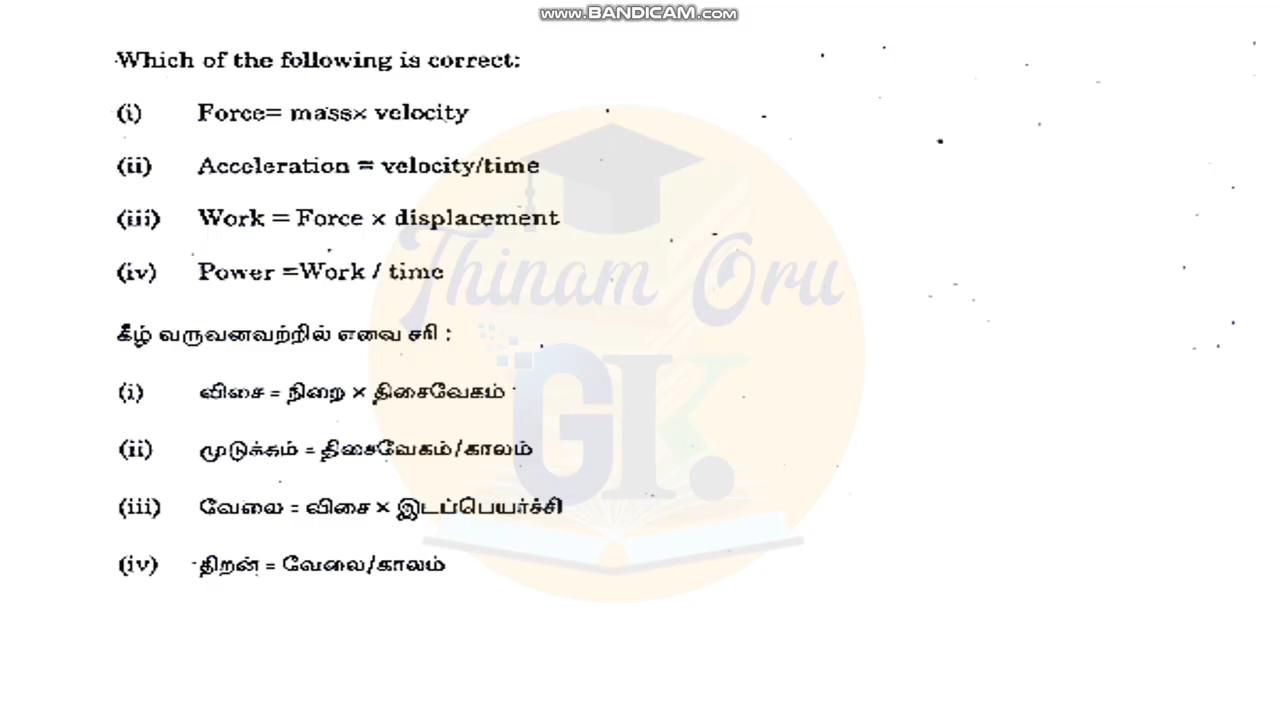 www.BANDICAM.com
Which of the following is correct:
(i) Force= mass× velocity
(ii) Acceleration = velocity/time
(iii) Work = Force × displacement
(iv) Power =Work / time
கீழ் வருவனவற்றில் எவை சரி :
(i) விசை = நிறை × திசைவேகம்
(ii) முடுக்கம் = திசைவேகம்/காலம்
(iii) வேலை = விசை × இடப்பெயர்ச்சி
(iv) திறன் = வேலை/காலம்
Thinam Oru
GK.